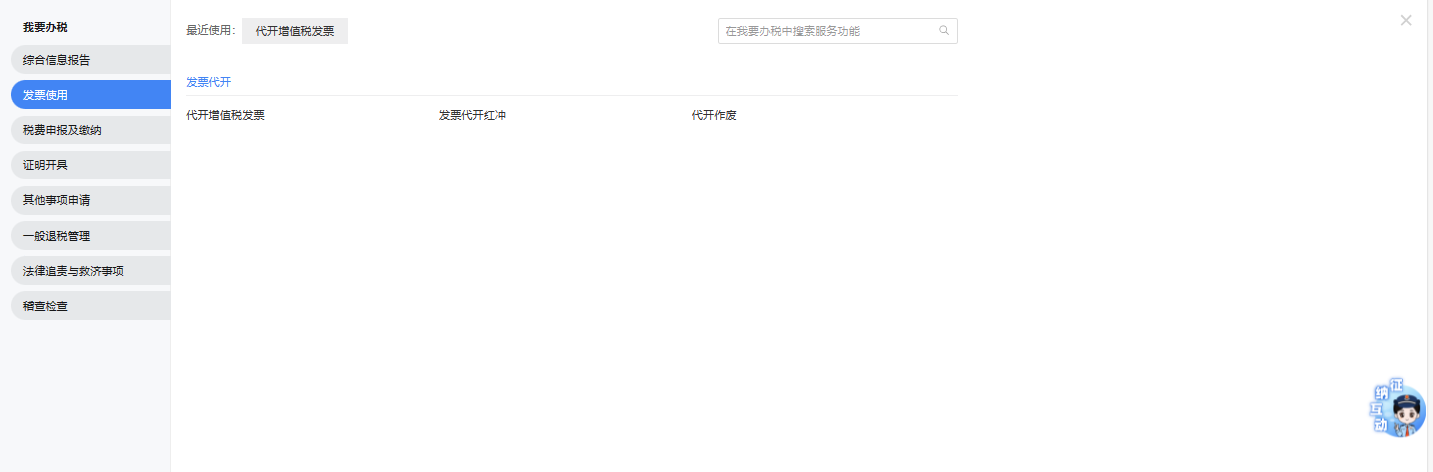 我要办税
综合信息报告
发票使用
税费申报及缴纳
证明开具
其他事项申请
一般退税管理
法律追责与救济事项
稽查检查
最近使用：
代开增值税发票
在我要办税中搜索服务功能
发票代开
代开增值税发票
发票代开红冲
代开作废
征纳互动